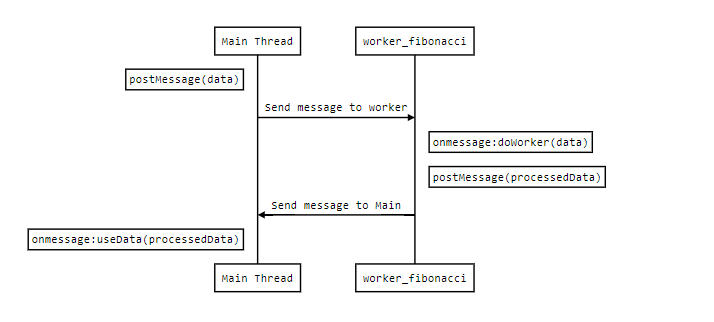 Main Thread
worker_fibonacci
postMessage(data)
Send message to worker
onmessage:doWorker(data)
postMessage(processedData)
Send message to Main
onmessage:useData(processedData)
Main Thread
worker_fibonacci